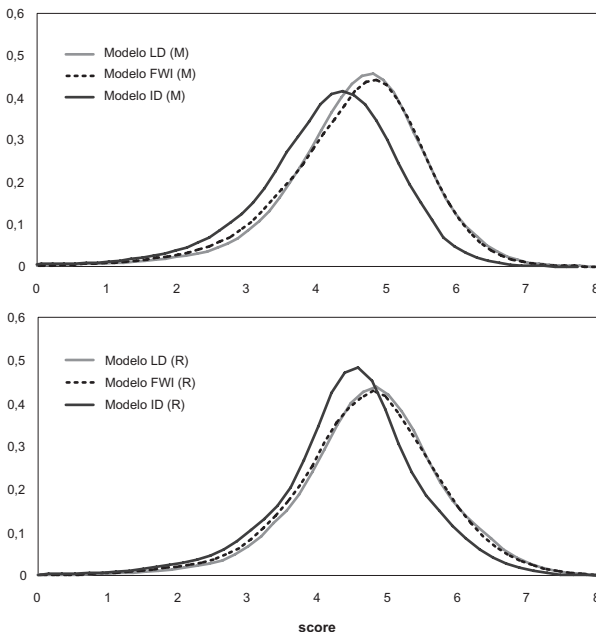 0,6
0,5
0,4
0,3
0,2
0,1
0
Modelo LD (M)
Modelo FWI (M)
Modelo ID (M)
0 1 2 3 4 5 6 7 8
0,6
0,5
0,4
0,3
0,2
0,1
0
Modelo LD (R)
Modelo FWI (R)
Modelo ID (R)
0 1 2 3 4 5 6 7 8
score